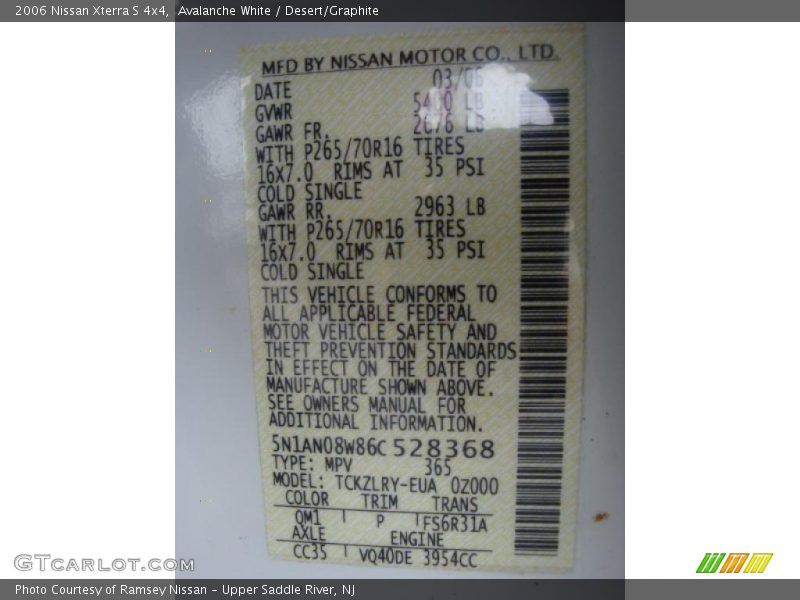 2006 Nissan Xterra S 4x4, Avalanche White / Desert/Graphite
MFD BY NISSAN MOTOR CO., LTD.
DATE 03/06
GVWR LB
GAWR FR. 2676 LB
WITH P265/70R16 TIRES
16x7.0 RIMS AT 35 PSI
COLD SINGLE
GAWR RR. 2963 LB
WITH P265/70R16 TIRES
16x7.0 RIMS AT 35 PSI
COLD SINGLE
THIS VEHICLE CONFORMS TO
ALL APPLICABLE FEDERAL
MOTOR VEHICLE SAFETY AND
THEFT PREVENTION STANDARDS
IN EFFECT ON THE DATE OF
MANUFACTURE SHOWN ABOVE.
SEE OWNERS MANUAL FOR
ADDITIONAL INFORMATION.
5N1AN08W86C528368
TYPE: MPV 365
MODEL: TCKZLRY-EUA 0Z000
COLOR TRIM TRANS
QM1 P FS6R31A
AXLE ENGINE
CC35 VQ40DE 3954CC
GTCARLOT.COM
Photo Courtesy of Ramsey Nissan - Upper Saddle River, NJ